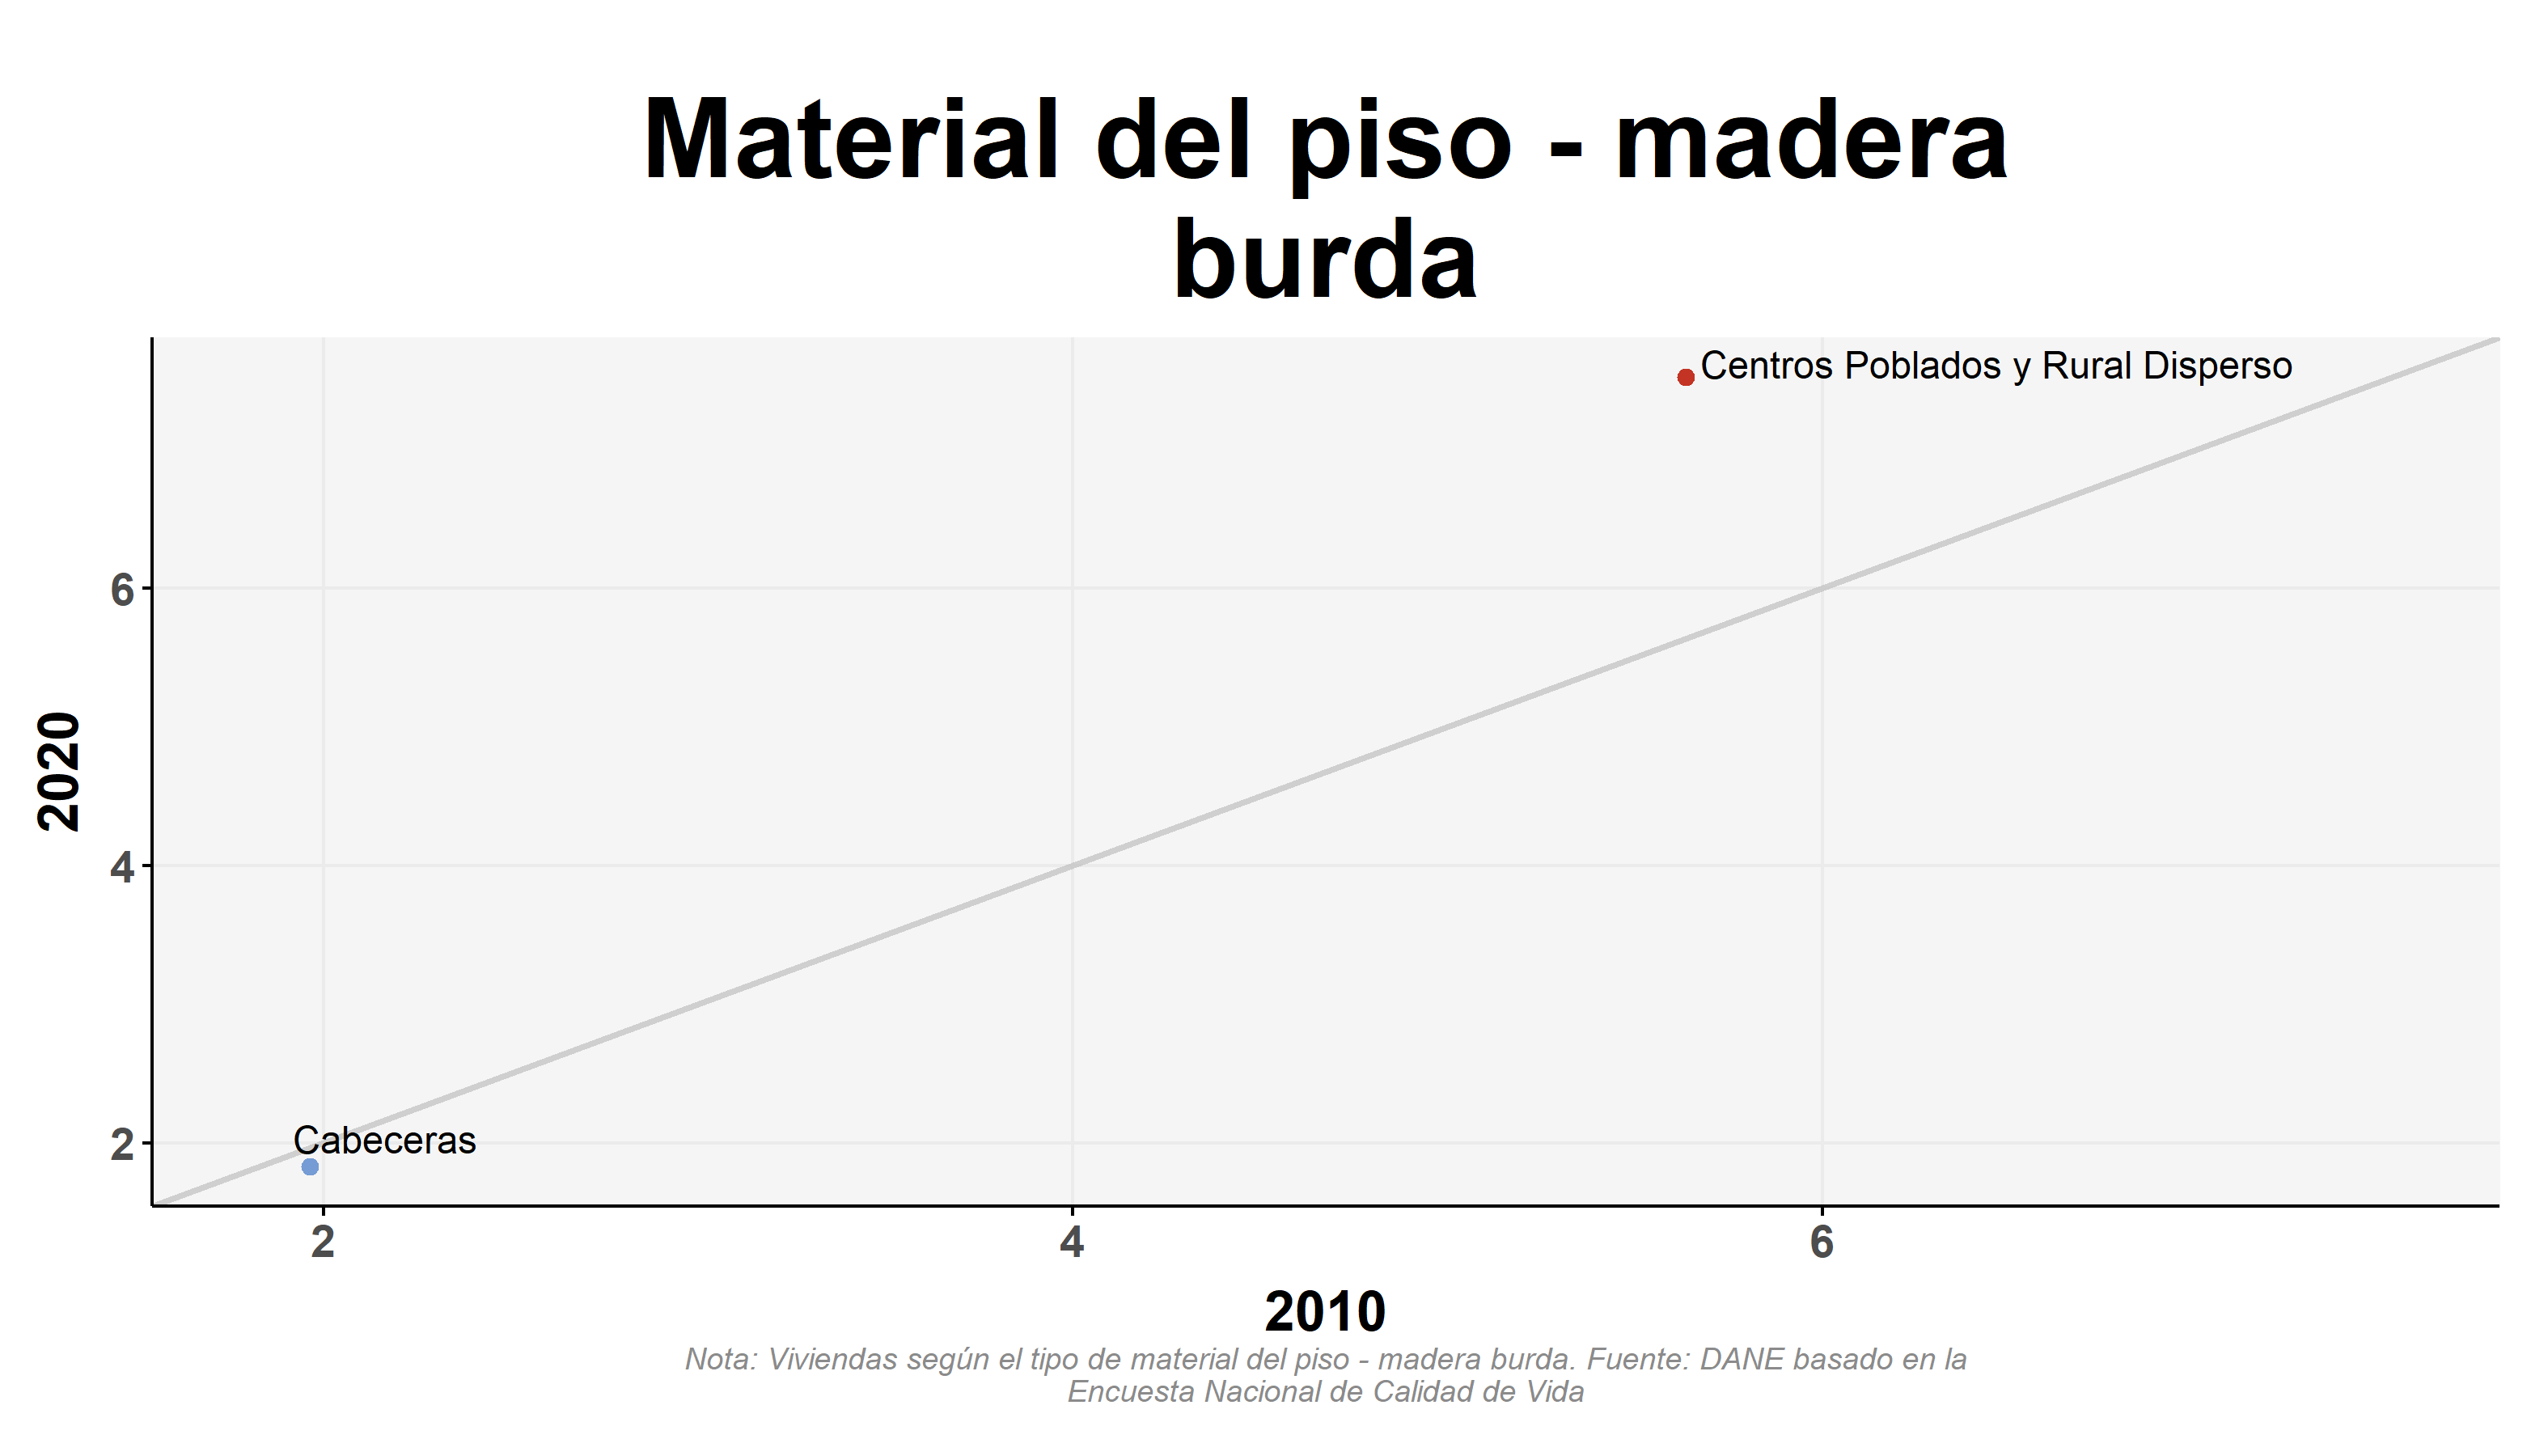 Material del piso - madera
burda
Centros Poblados y Rural Disperso
6
4
2
2020
Cabeceras
2
4
6
2010
Nota: Viviendas según el tipo de material del piso - madera burda. Fuente: DANE basado en la
Encuesta Nacional de Calidad de Vida